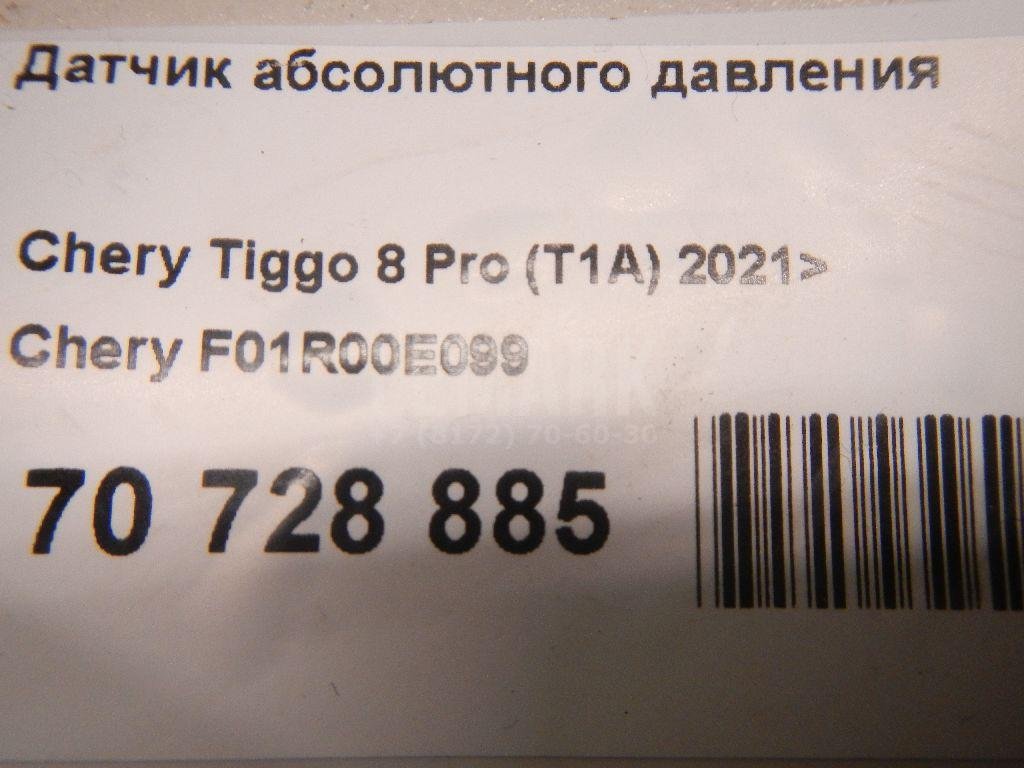 Датчик абсолютного давления
Chery Tiggo 8 Pro (T1A) 2021>
Chery F01R00E099
+7 (8172) 70-60-30
70 728 885